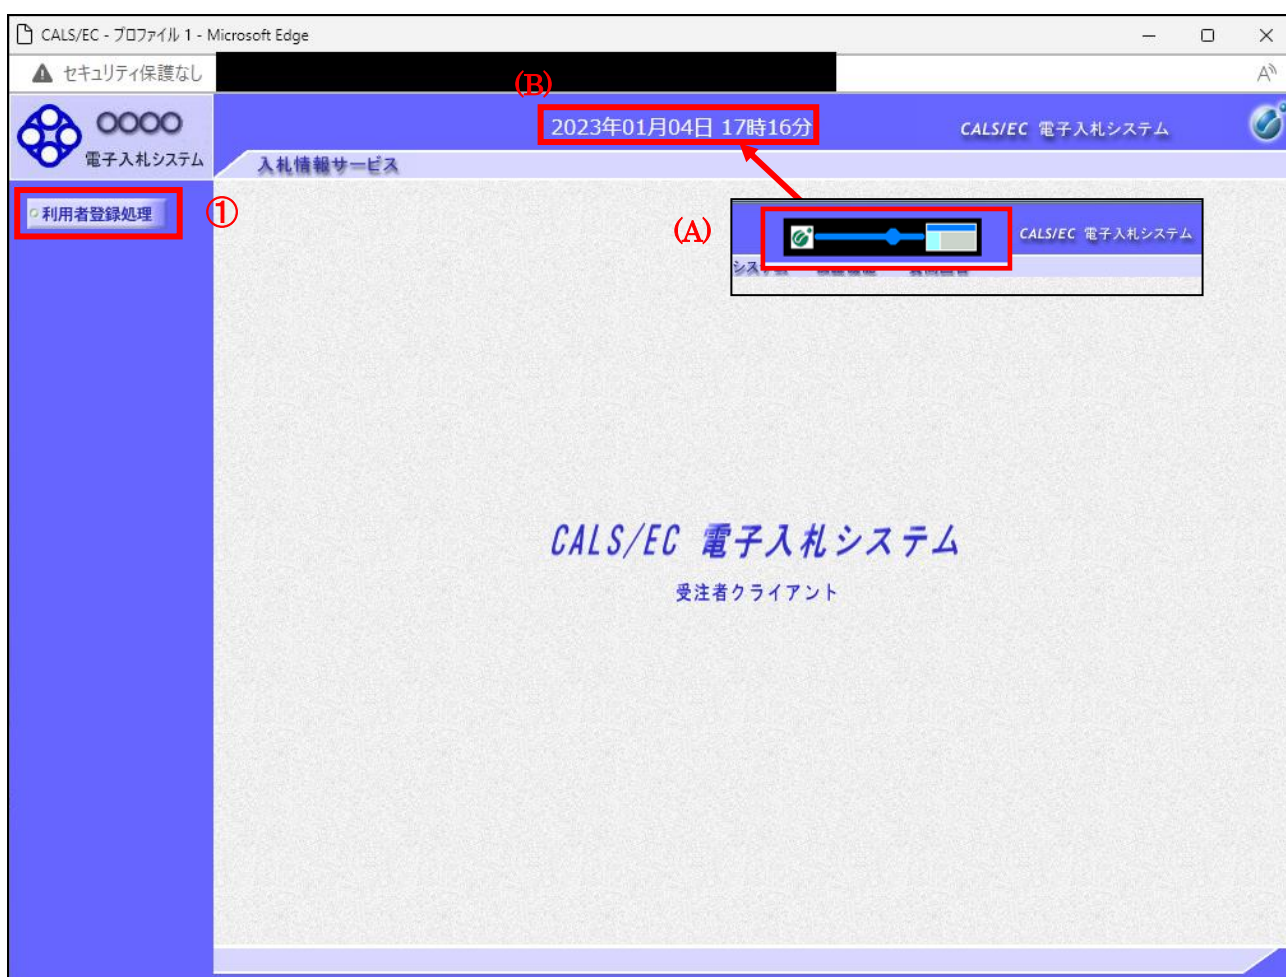 CALS/EC - プロファイル 1 - Microsoft Edge
セキュリティ保護なし
(B)
〇〇〇〇
電子入札システム
2023年01月04日 17時16分
CALS/EC 電子入札システム
入札情報サービス
利用者登録処理
①
(A)
CALS/EC 電子入札システム
CALS/EC 電子入札システム
受注者クライアント